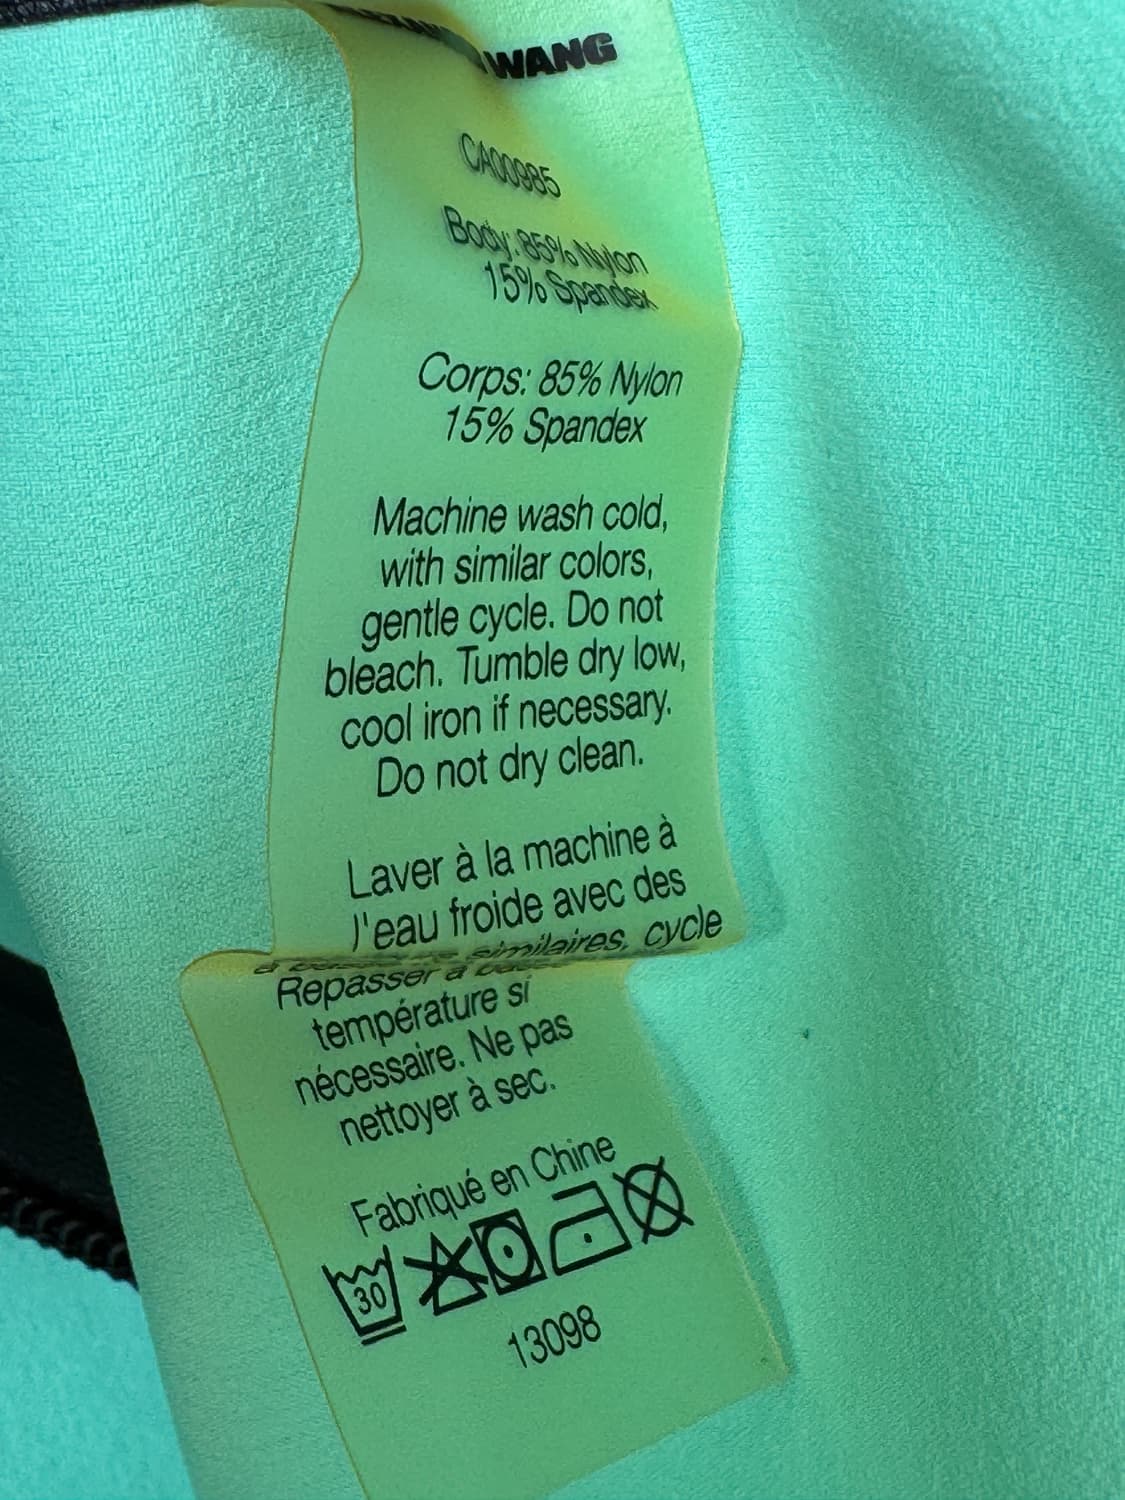 WANG
CA00985
Body: 85% Nylon
15% Spandex
Corps: 85% Nylon
15% Spandex
Machine wash cold,
with similar colors,
gentle cycle. Do not
bleach. Tumble dry low,
cool iron if necessary.
Do not dry clean.
Laver à la machine à
l'eau froide avec des
similaires, cycle
Repasser à
température si
nécessaire. Ne pas
nettoyer à sec.
Fabriqué en Chine
30
13098